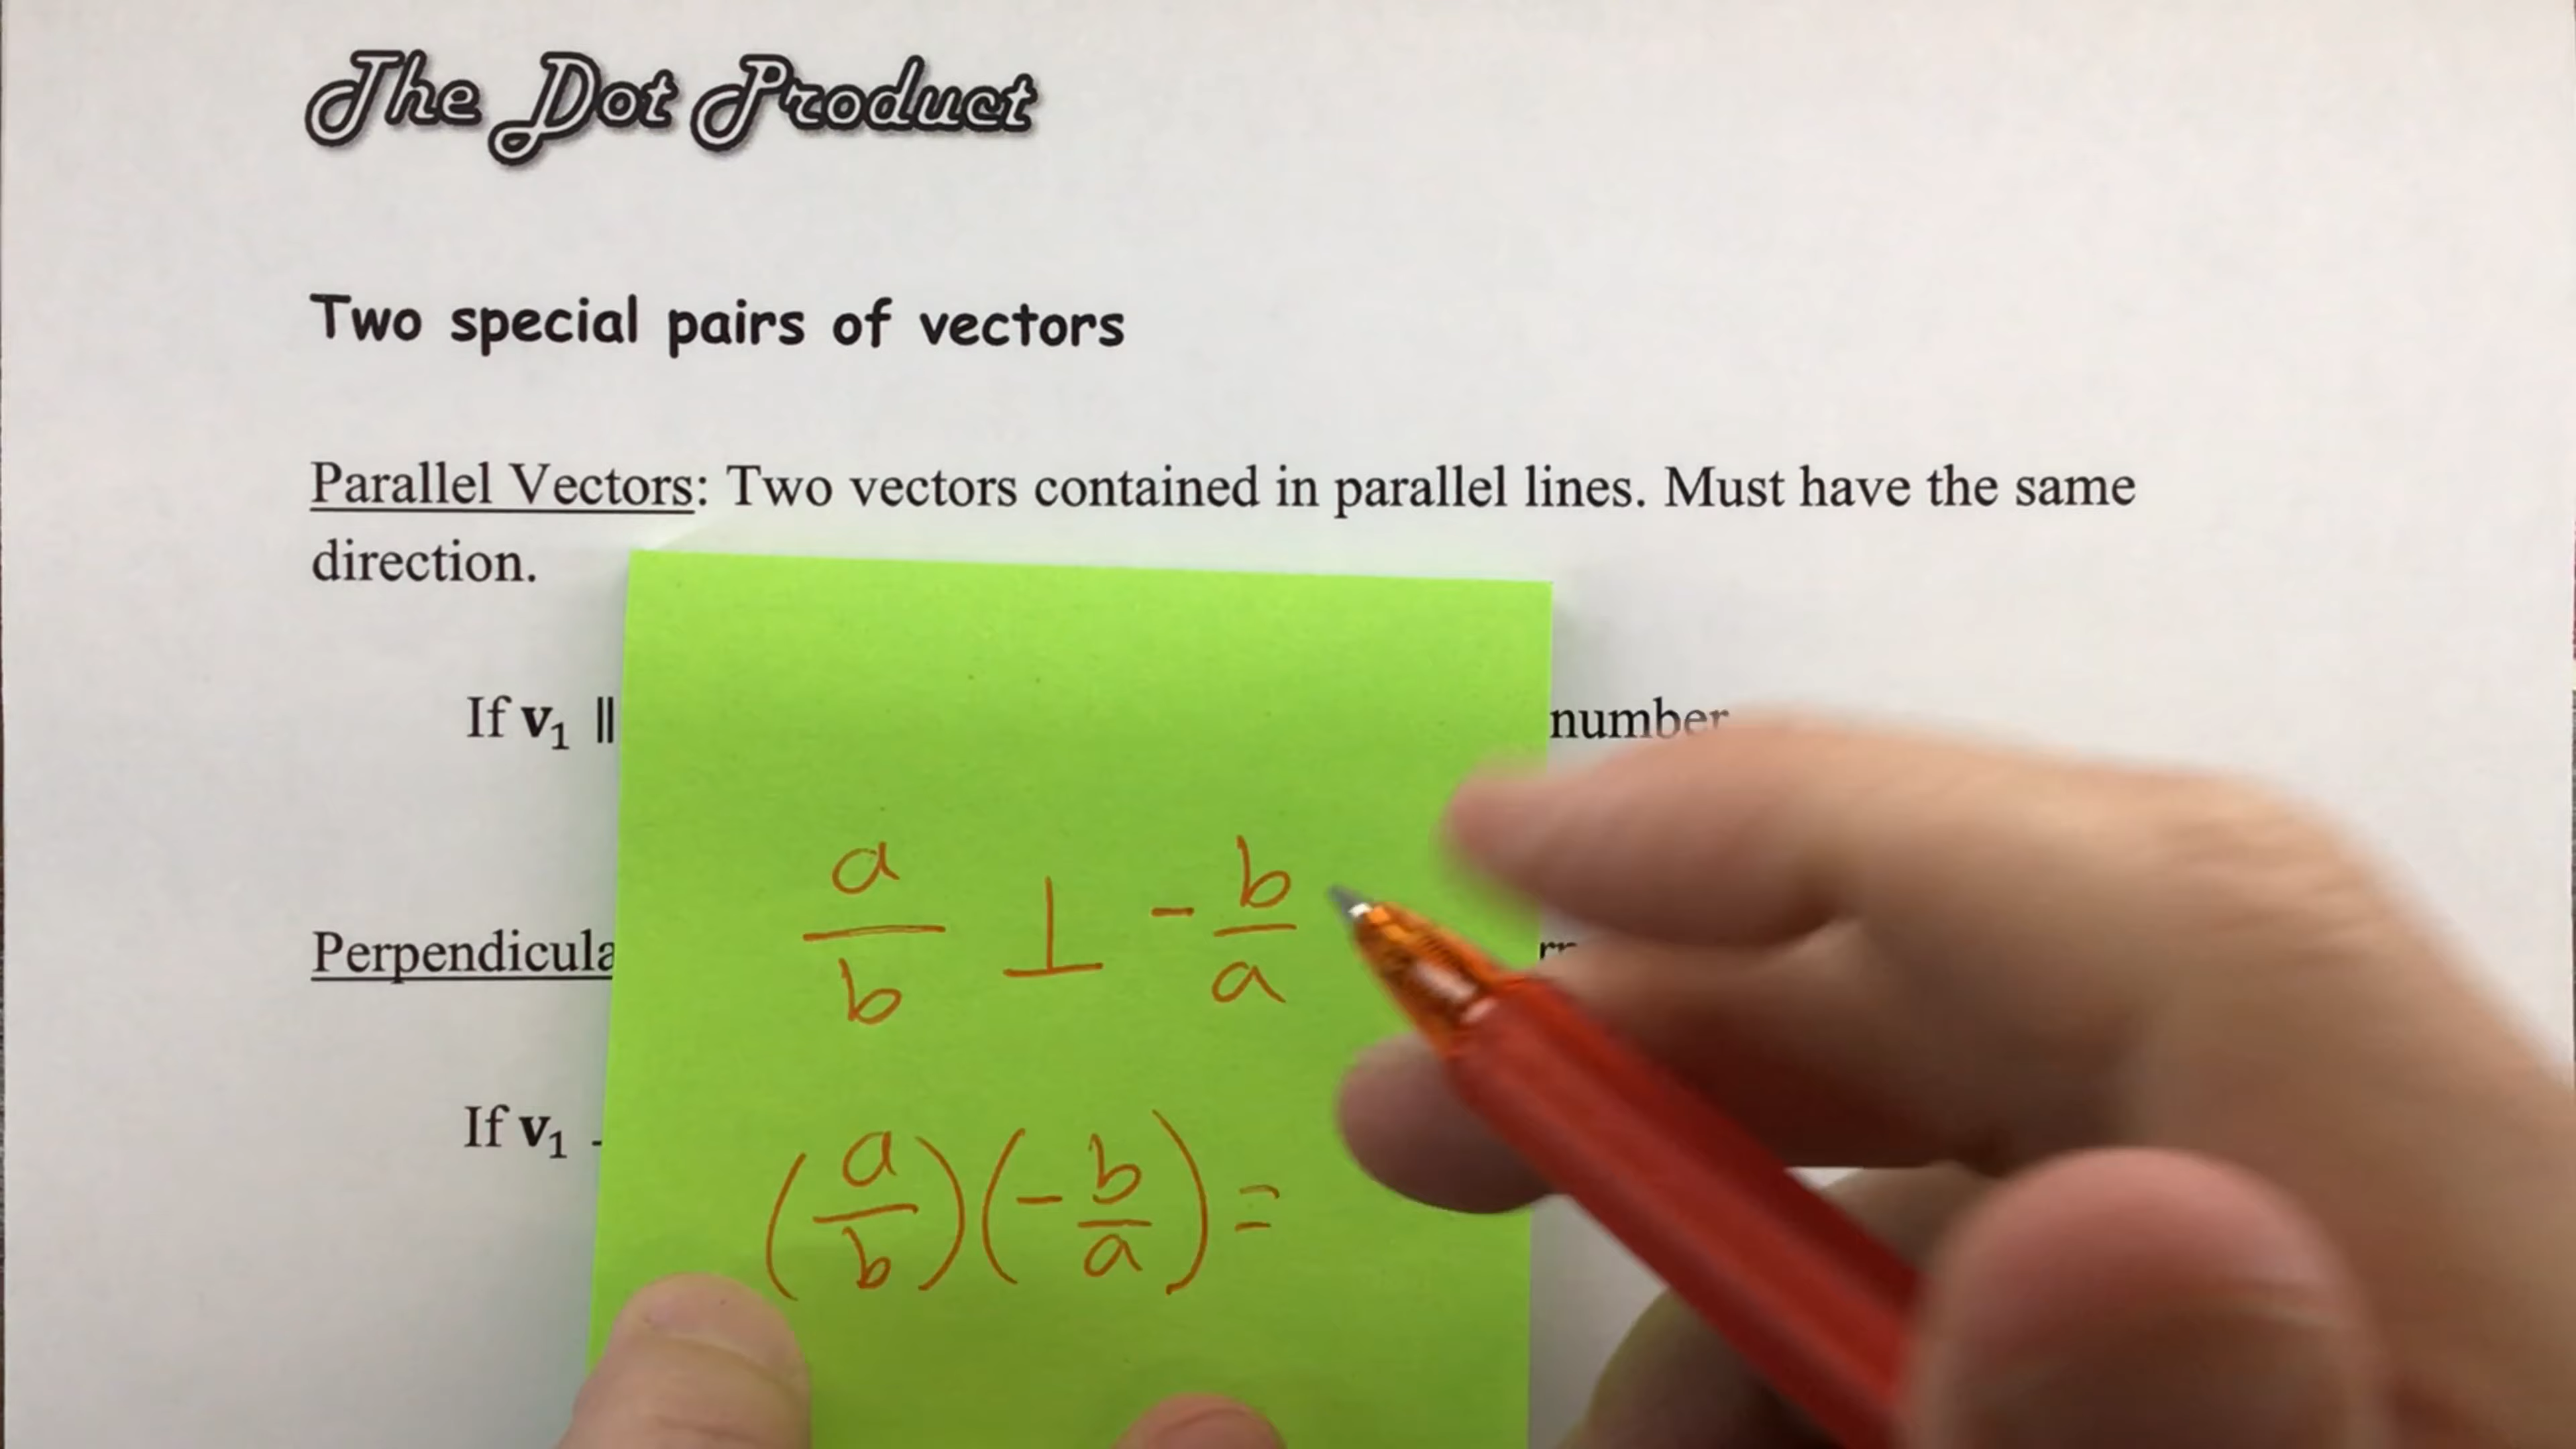 The Dot Product
Two special pairs of vectors
Parallel Vectors: Two vectors contained in parallel lines. Must have the same
direction.
If v₁ ∥
number
a/b ⊥ -b/a
If v₁
(a/b)(-b/a)=